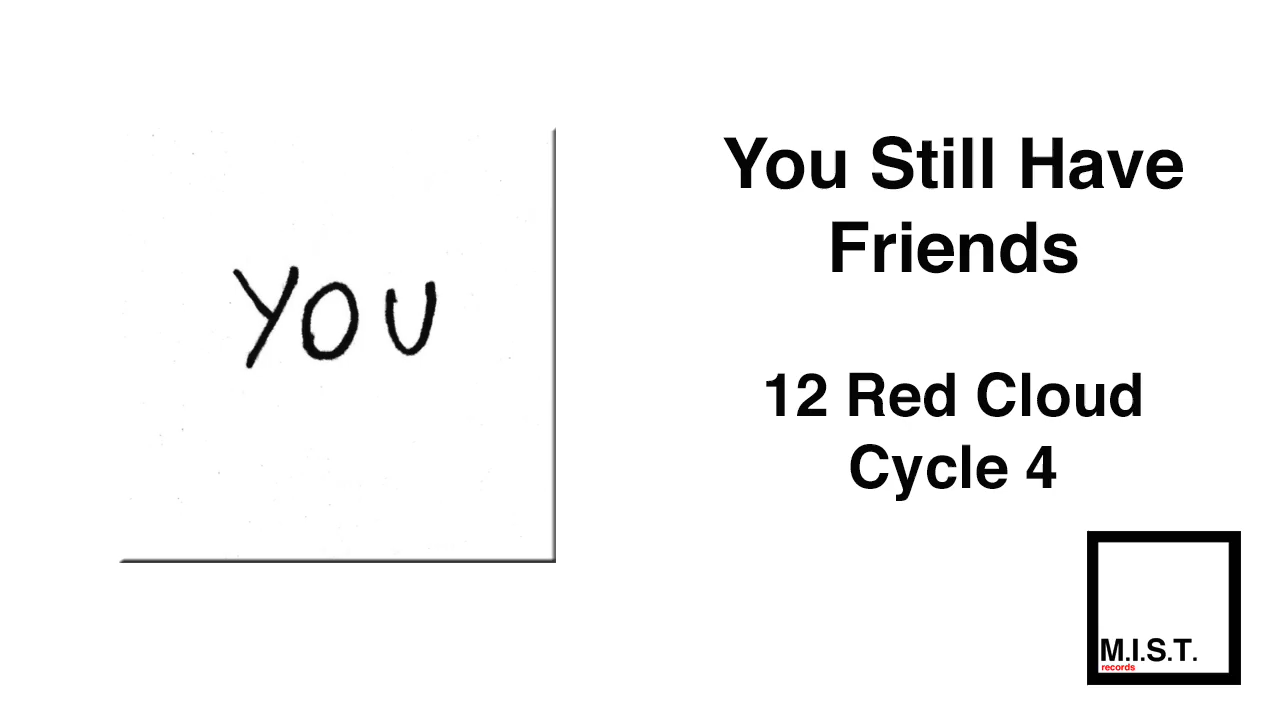 YOU
You Still Have
Friends
12 Red Cloud
Cycle 4
M.I.S.T.
records